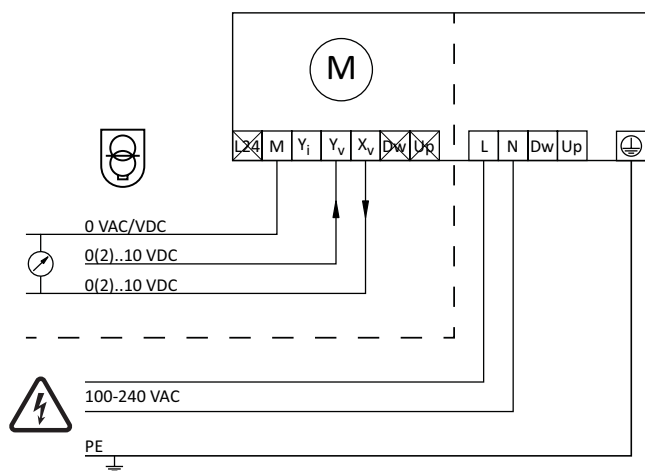 M
L24 M Yi Yv Xv Dw Up L N Dw Up
0 VAC/VDC
0(2)..10 VDC
0(2)..10 VDC
100-240 VAC
PE